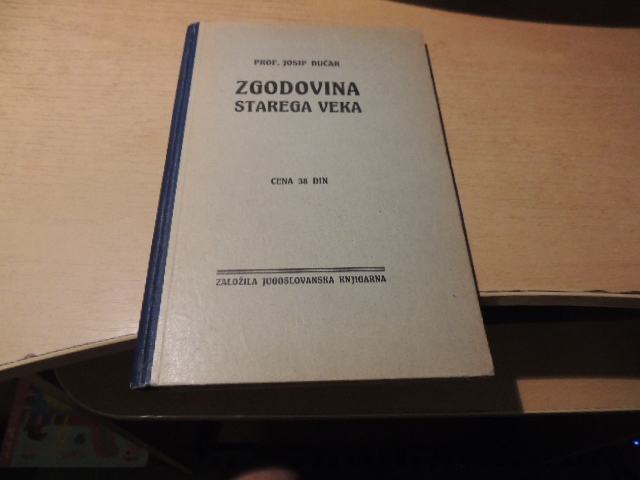 PROF. JOSIP BUČAR
ZGODOVINA
STAREGA VEKA
CENA 38 DIN
ZALOŽILA JUGOSLOVANSKA KNJIGARNA